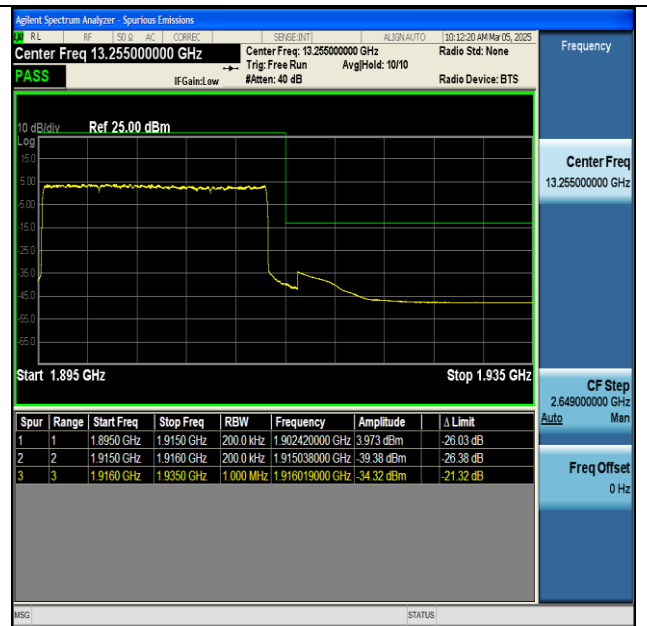 Agilent Spectrum Analyzer - Spurious Emissions
LXI RL RF 50 Ω AC CORREC SENSE:INT ALIGN AUTO 10:12:20 AM Mar 05, 2025
Frequency
Center Freq 13.255000000 GHz
Center Freq: 13.255000000 GHz Radio Std: None
Trig: Free Run Avg|Hold: 10/10
PASS
IFGain:Low #Atten: 40 dB Radio Device: BTS
10 dB/div Ref 25.00 dBm
Log
15.0
5.00
-5.00
-15.0
-25.0
-35.0
-45.0
-55.0
-65.0
Start 1.895 GHz Stop 1.935 GHz
Center Freq
13.255000000 GHz
CF Step
2.649000000 GHz
Auto Man
Freq Offset
0 Hz
Spur Range Start Freq Stop Freq RBW Frequency Amplitude Δ Limit
1 1 1.8950 GHz 1.9150 GHz 200.0 kHz 1.902420000 GHz 3.973 dBm -26.03 dB
2 2 1.9150 GHz 1.9160 GHz 200.0 kHz 1.915038000 GHz -39.38 dBm -26.38 dB
3 3 1.9160 GHz 1.9350 GHz 1.000 MHz 1.916019000 GHz -34.32 dBm -21.32 dB
MSG STATUS